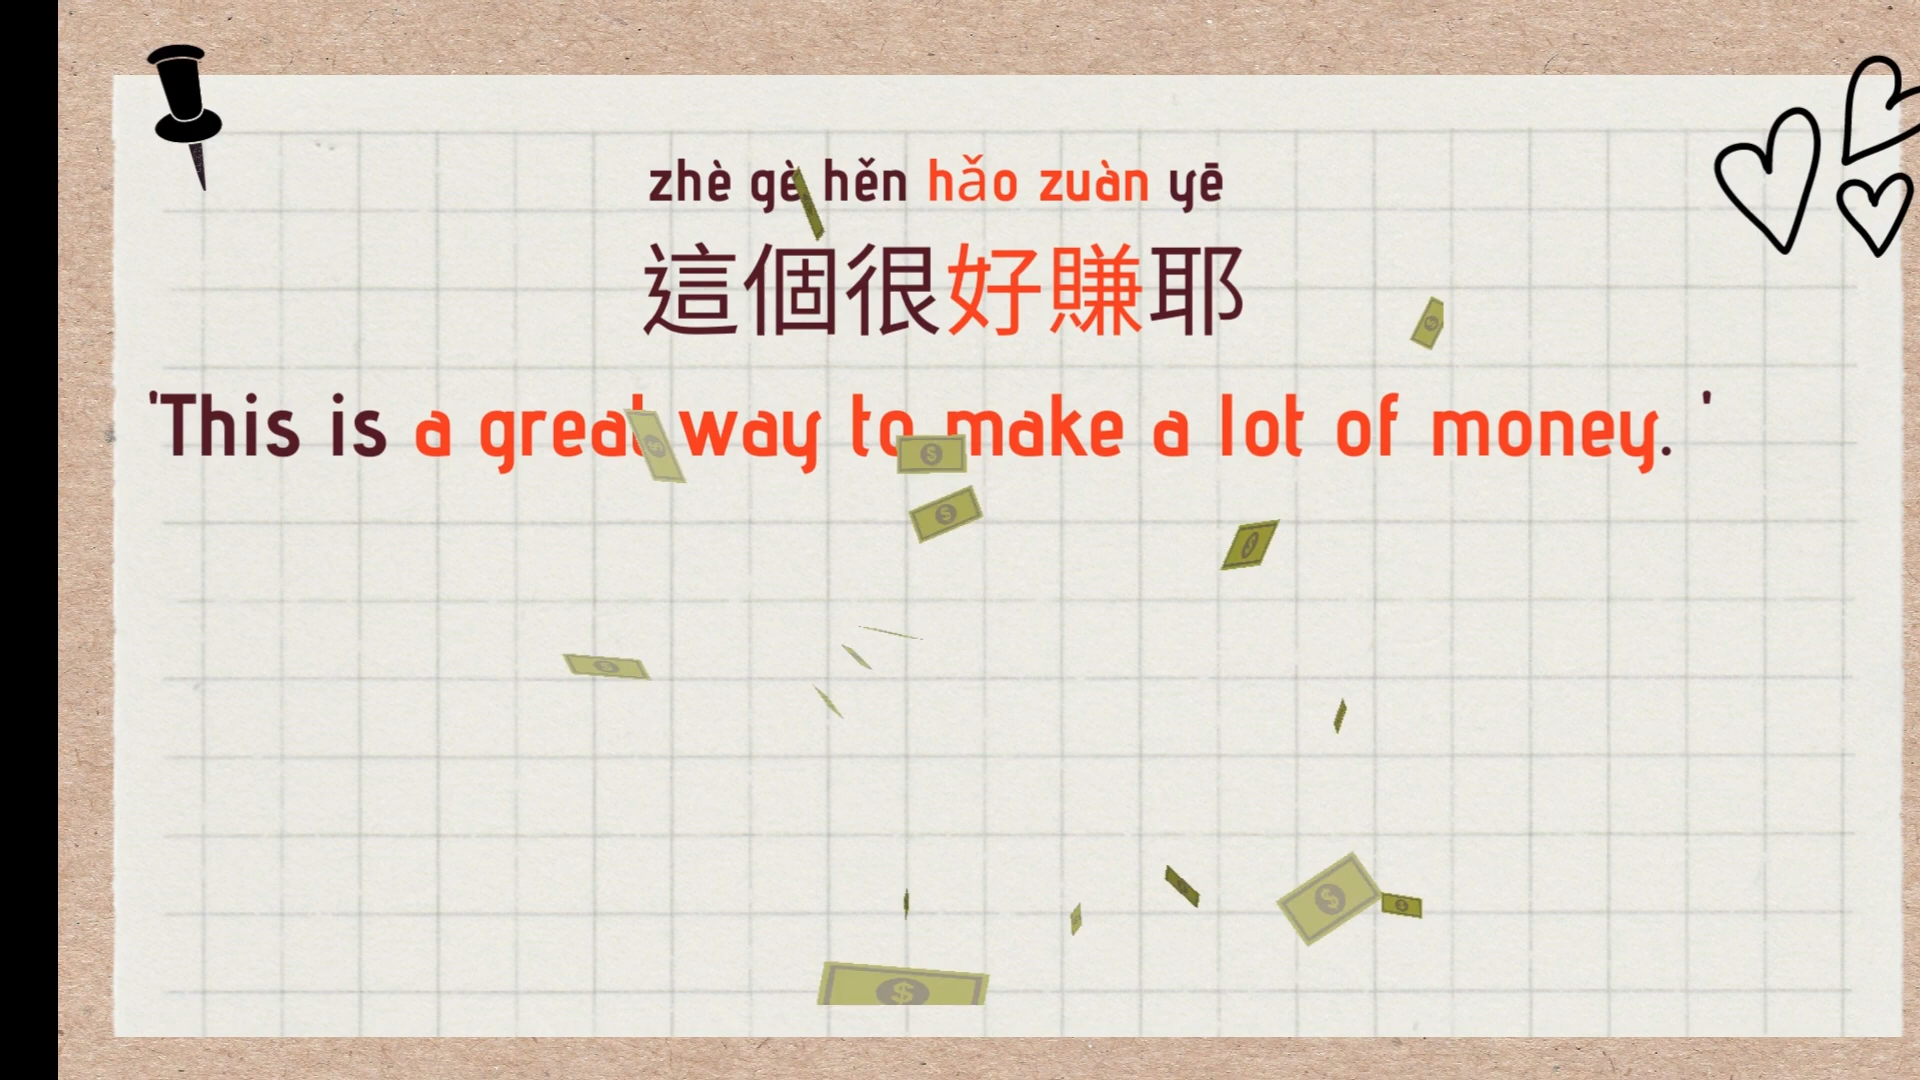 zhè gè hěn hǎo zuàn yē
這個很好賺耶
'This is a great way to make a lot of money. '